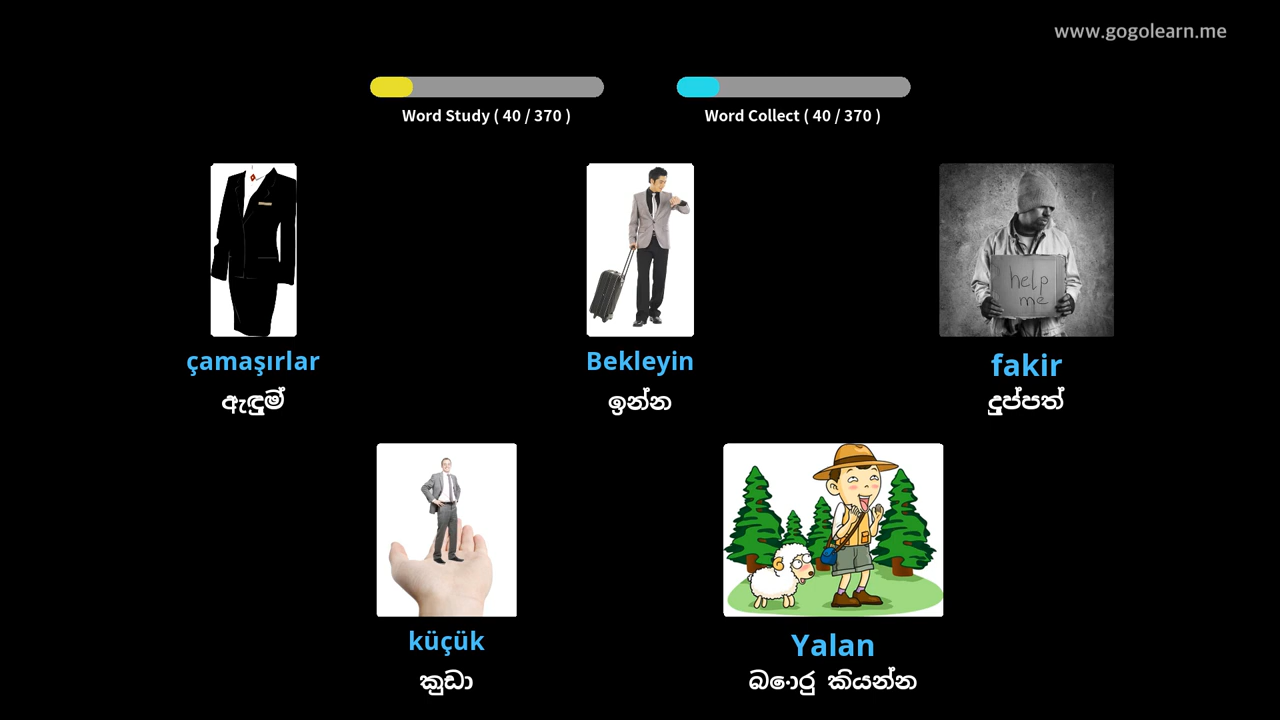 www.gogolearn.me
Word Study ( 40 / 370 )
Word Collect ( 40 / 370 )
çamaşırlar
ඇඳුම්
Bekleyin
ඉන්න
help
me
fakir
දුප්පත්
küçük
කුඩා
Yalan
බොරු කියන්න